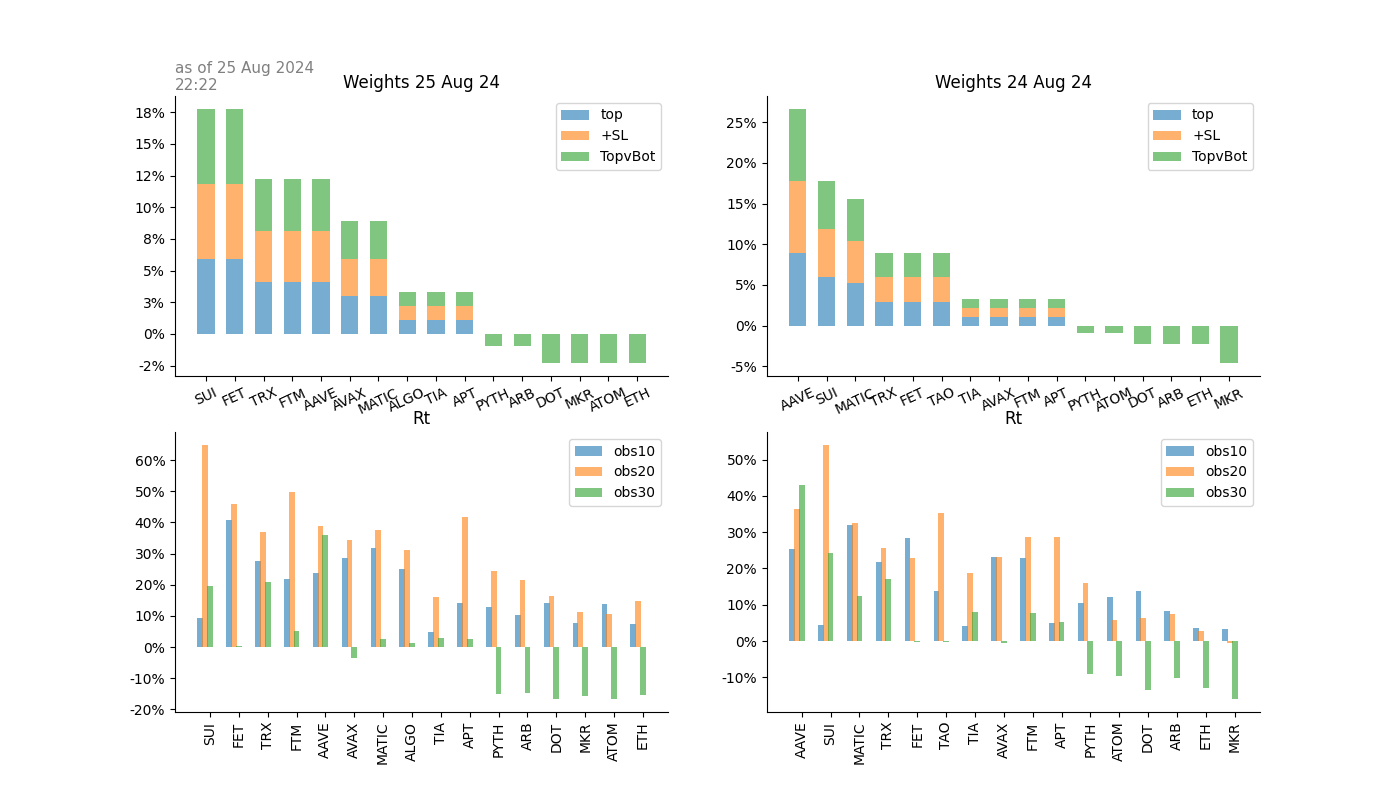 as of 25 Aug 2024
22:22
Weights 25 Aug 24
18%
15%
12%
10%
8%
5%
3%
0%
-2%
top
+SL
TopvBot
SUI FET TRX FTM AAVE AVAX MATIC ALGO TIA APT PYTH ARB DOT MKR ATOM ETH
Weights 24 Aug 24
25%
20%
15%
10%
5%
0%
-5%
top
+SL
TopvBot
AAVE SUI MATIC TRX FET TAO TIA AVAX FTM APT PYTH ATOM DOT ARB ETH MKR
Rt
60%
50%
40%
30%
20%
10%
0%
-10%
-20%
obs10
obs20
obs30
SUI FET TRX FTM AAVE AVAX MATIC ALGO TIA APT PYTH ARB DOT MKR ATOM ETH
Rt
50%
40%
30%
20%
10%
0%
-10%
obs10
obs20
obs30
AAVE SUI MATIC TRX FET TAO TIA AVAX FTM APT PYTH ATOM DOT ARB ETH MKR